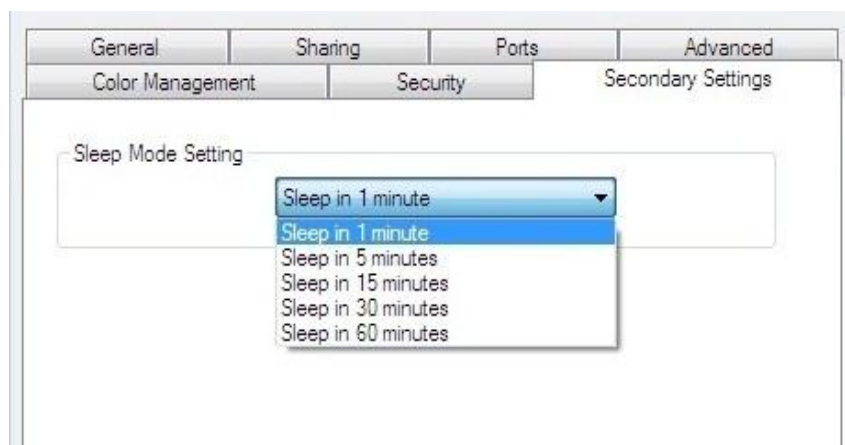 General Sharing Ports Advanced
Color Management Security Secondary Settings
Sleep Mode Setting
Sleep in 1 minute
Sleep in 1 minute
Sleep in 5 minutes
Sleep in 15 minutes
Sleep in 30 minutes
Sleep in 60 minutes